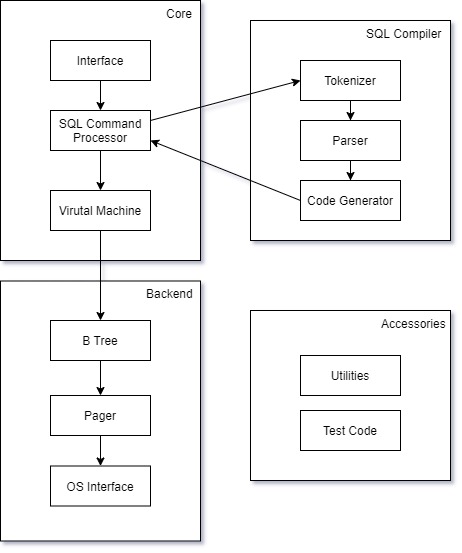 Core
Interface
SQL Command
Processor
Virutal Machine
SQL Compiler
Tokenizer
Parser
Code Generator
Backend
B Tree
Pager
OS Interface
Accessories
Utilities
Test Code